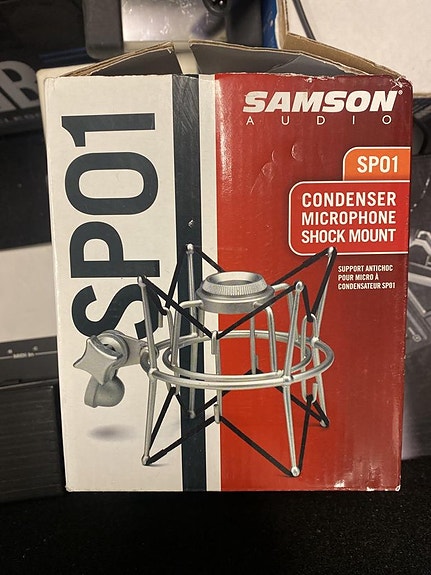 SAMSON®
AUDIO
SP01
SP01
CONDENSER
MICROPHONE
SHOCK MOUNT
SUPPORT ANTICHOC
POUR MICRO À
CONDENSATEUR SP01